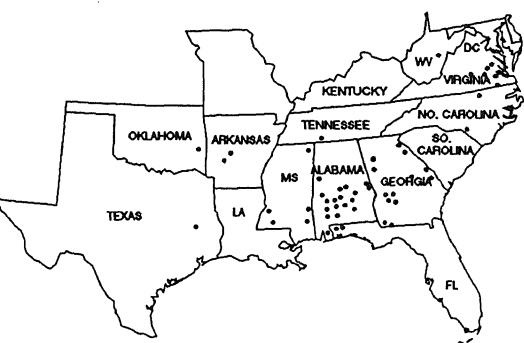 DC
WV
VIRGINIA
KENTUCKY
NO. CAROLINA
TENNESSEE
OKLAHOMA
ARKANSAS
SO.
CAROLINA
MS
ALABAMA
GEORGIA
TEXAS
LA
FL